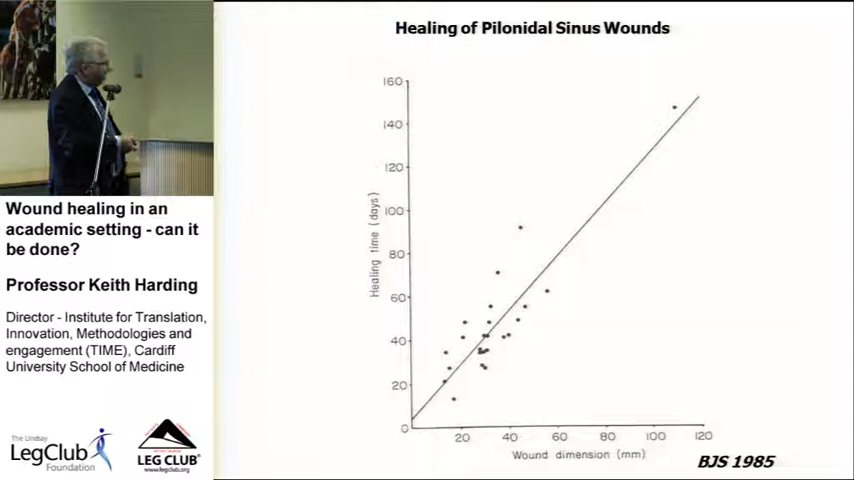 Healing of Pilonidal Sinus Wounds
160
140
120
100
80
60
40
20
0
Healing time (days)
20
40
60
80
100
120
Wound dimension (mm)
BJS 1985
Wound healing in an
academic setting - can it
be done?
Professor Keith Harding
Director - Institute for Translation,
Innovation, Methodologies and
engagement (TIME), Cardiff
University School of Medicine
The Lindsay
LegClub
Foundation
LEG CLUB®
www.legclub.org